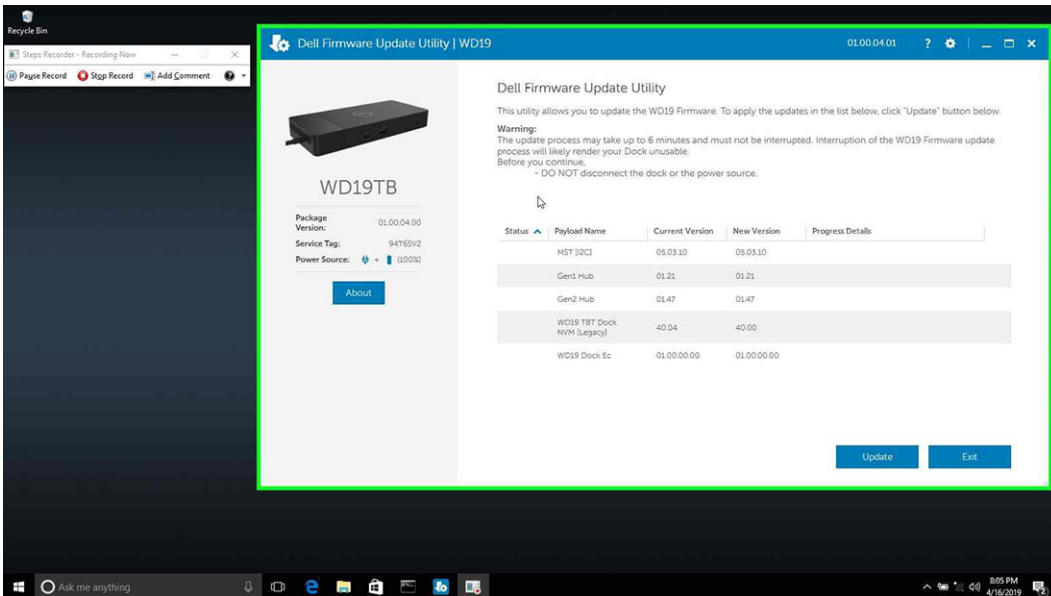 Recycle Bin
Steps Recorder - Recording Now
Pause Record Stop Record Add Comment
Dell Firmware Update Utility | WD19 01.00.04.01 ?
Dell Firmware Update Utility
This utility allows you to update the WD19 Firmware. To apply the updates in the list below, click "Update" button below.
Warning:
The update process may take up to 6 minutes and must not be interrupted. Interruption of the WD19 Firmware update
process will likely render your Dock unusable.
Before you continue,
- DO NOT disconnect the dock or the power source.
WD19TB
Package
Version: 01.00.04.00
Service Tag: 94T6SV2
Power Source: + (100%)
About
Status Payload Name Current Version New Version Progress Details
MST [I2C] 05.03.10 05.03.10
Gen1 Hub 01.21 01.21
Gen2 Hub 01.47 01.47
WD19 TBT Dock
NVM [Legacy] 40.04 40.00
WD19 Dock Ec 01.00.00.00 01.00.00.00
Update Exit
Ask me anything
8:05 PM
4/16/2019